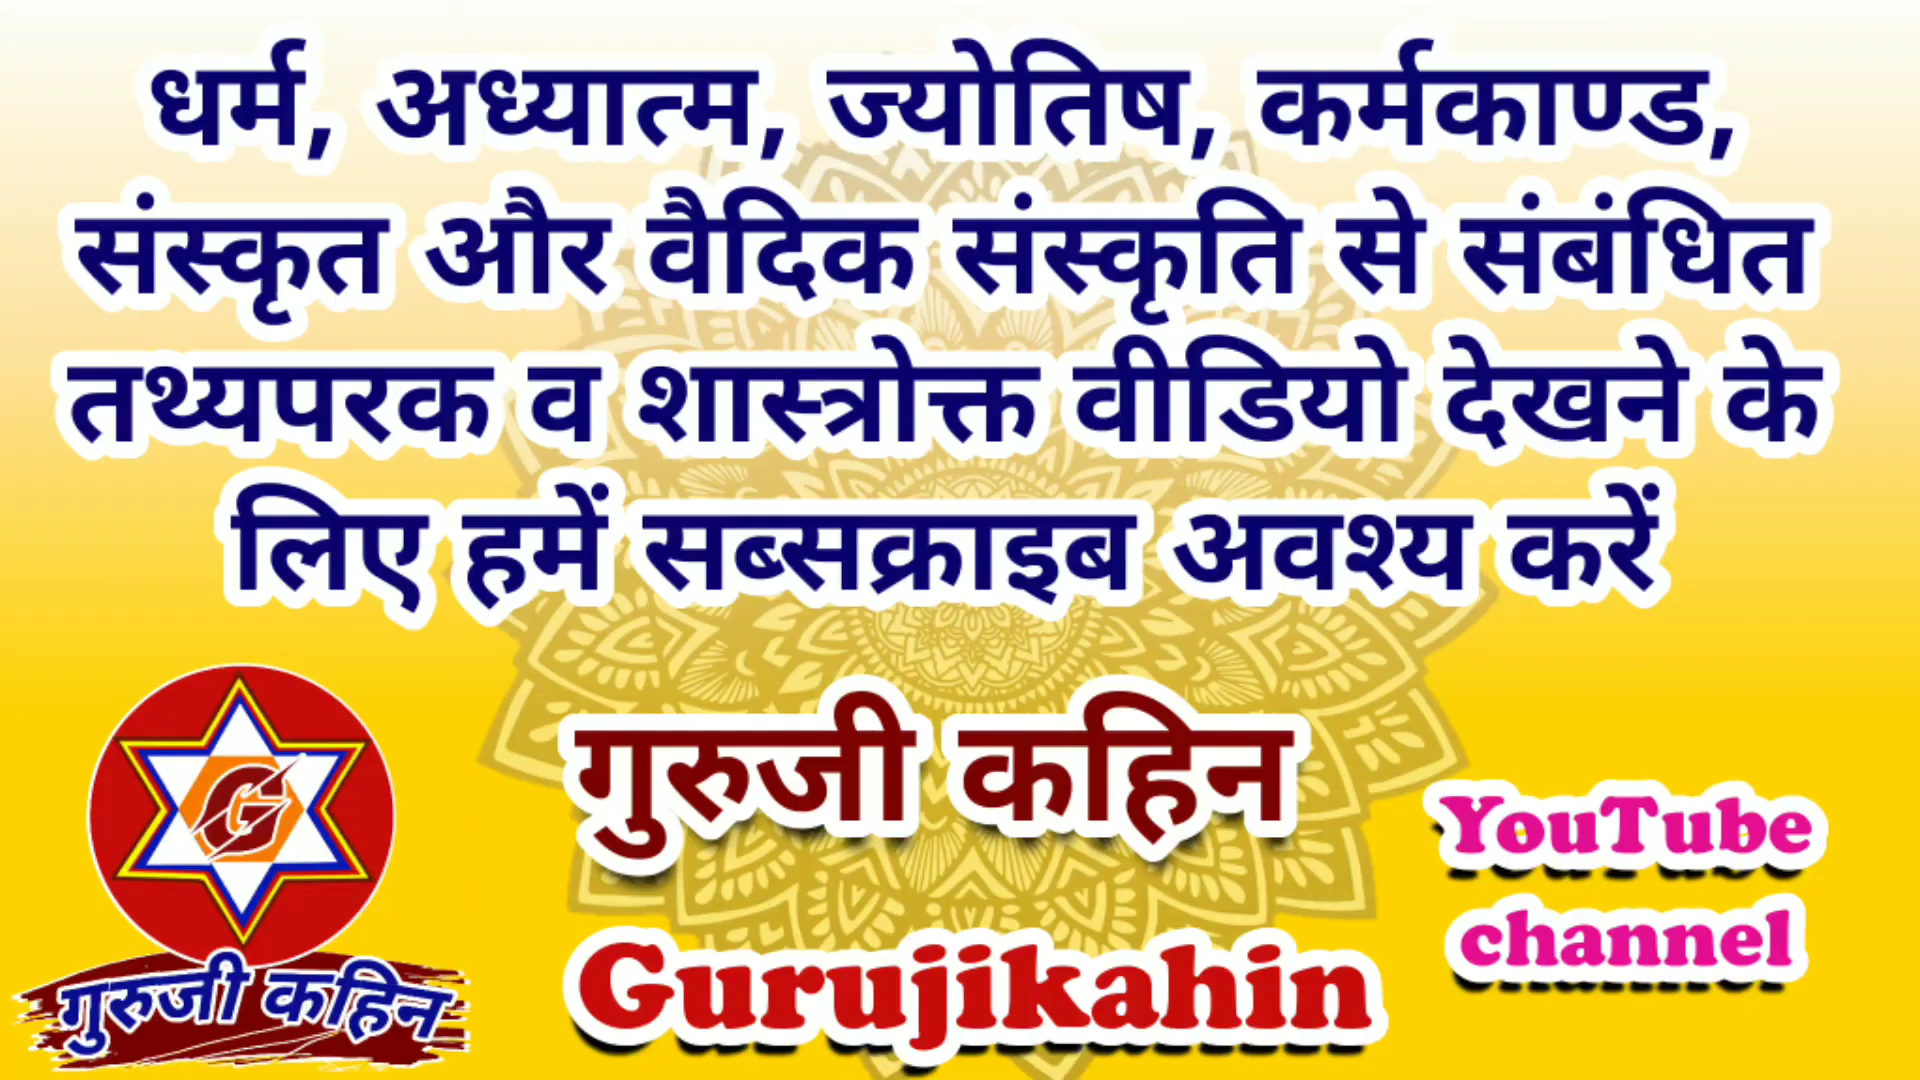 धर्म, अध्यात्म, ज्योतिष, कर्मकाण्ड,
संस्कृत और वैदिक संस्कृति से संबंधित
तथ्यपरक व शास्त्रोक्त वीडियो देखने के
लिए हमें सब्सक्राइब अवश्य करें
गुरुजी कहिन
YouTube
channel
Gurujikahin
G
गुरुजी कहिन